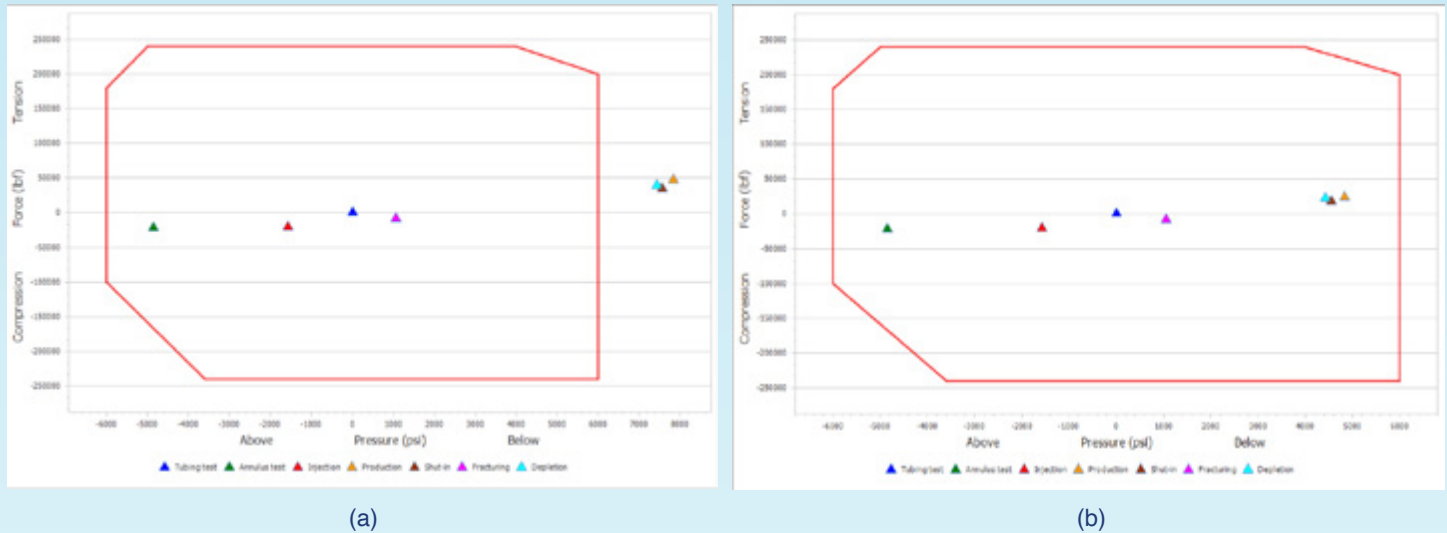 250000
200000
150000
100000
50000
0
-50000
-100000
-150000
-200000
-250000
Tension
Force (lbf)
Compression
-6000 -5000 -4000 -3000 -2000 -1000 0 1000 2000 3000 4000 5000 6000 7000 8000
Above Pressure (psi) Below
Tubing test Annulus test Injection Production Shut-in Fracturing Depletion
(a)
250000
200000
150000
100000
50000
0
-50000
-100000
-150000
-200000
-250000
Tension
Force (lbf)
Compression
-6000 -5000 -4000 -3000 -2000 -1000 0 1000 2000 3000 4000 5000 6000
Above Pressure (psi) Below
Tubing test Annulus test Injection Production Shut-in Fracturing Depletion
(b)